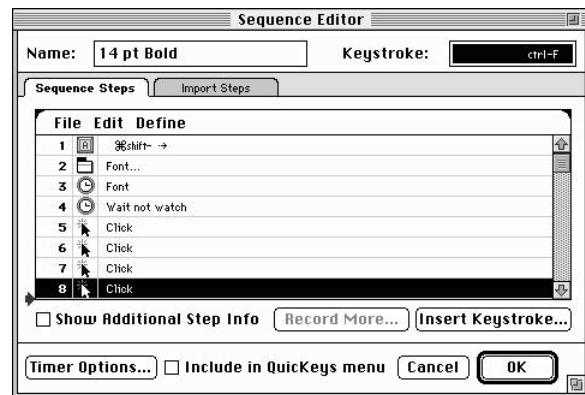 Sequence Editor
Name: 14 pt Bold Keystroke: ctrl-F
Sequence Steps Import Steps
File Edit Define
1 A ⌘shift- →
2 Font...
3 Font
4 Wait not watch
5 Click
6 Click
7 Click
8 Click
Show Additional Step Info Record More... Insert Keystroke...
Timer Options... Include in QuicKeys menu Cancel OK